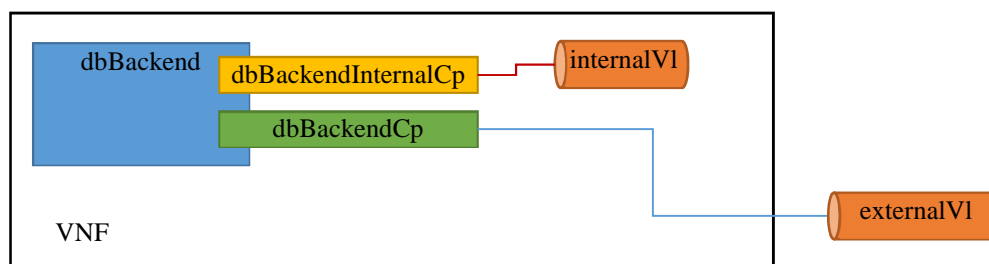 dbBackend
dbBackendInternalCp
internalVl
dbBackendCp
externalVl
VNF